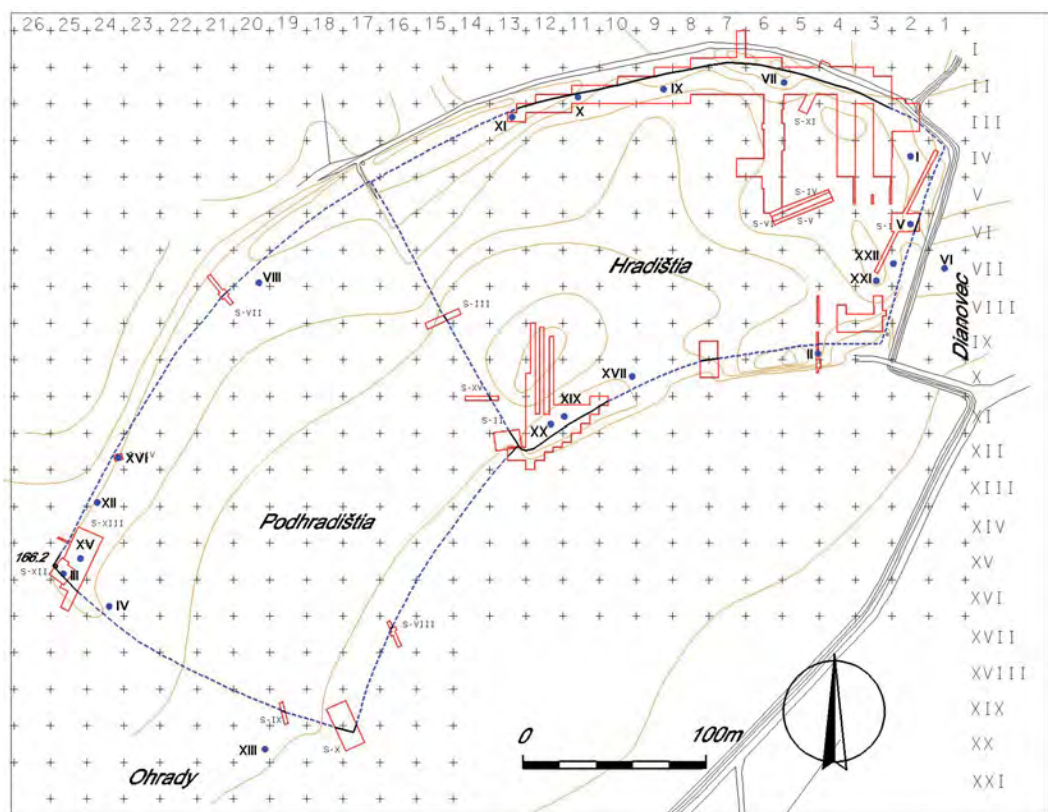 26 25 24 23 22 21 20 19 18 17 16 15 14 13 12 11 10 9 8 7 6 5 4 3 2 1
I
II
III
IV
V
VI
VII
VIII
IX
X
XI
XII
XIII
XIV
XV
XVI
XVII
XVIII
XIX
XX
XXI
VII
IX
X
XI
S-XI
I
S-IV
S-V
S-VI
S-I
V
XXII
VI
XXI
Hradištia
Dianovec
VIII
S-VII
S-III
II
XVII
S-XV
XIX
S-II
XX
XVI
XII
S-XIII
Podhradištia
XV
166.2
S-XII
III
IV
S-VIII
S-IX
S-X
XIII
0 100m
Ohrady